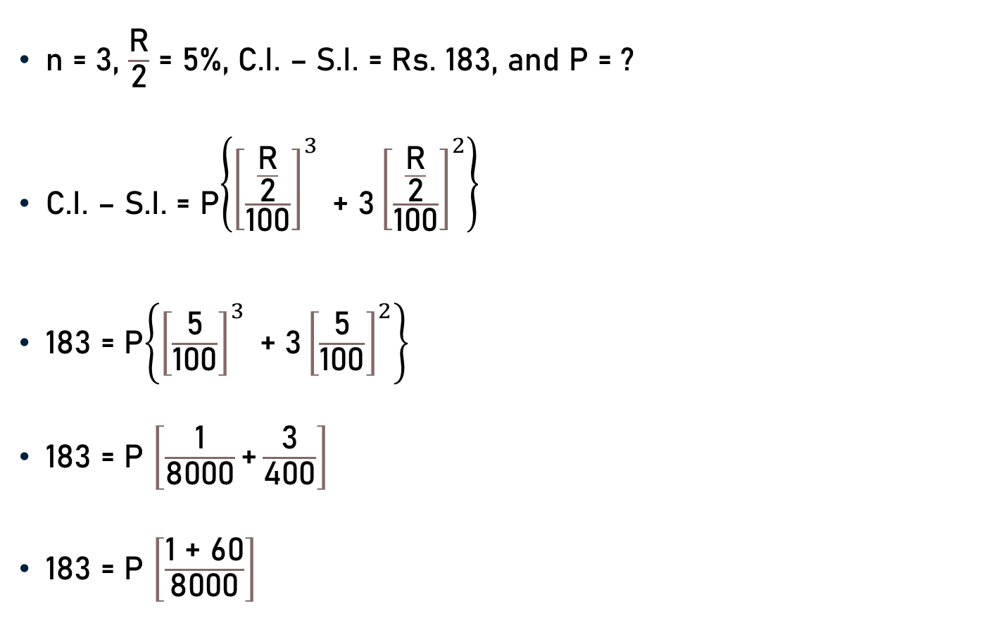 • n = 3, R/2 = 5%, C.I. – S.I. = Rs. 183, and P = ?
• C.I. – S.I. = P{[(R/2)/100]³ + 3[(R/2)/100]²}
• 183 = P{[5/100]³ + 3[5/100]²}
• 183 = P [1/8000 + 3/400]
• 183 = P [(1 + 60)/8000]